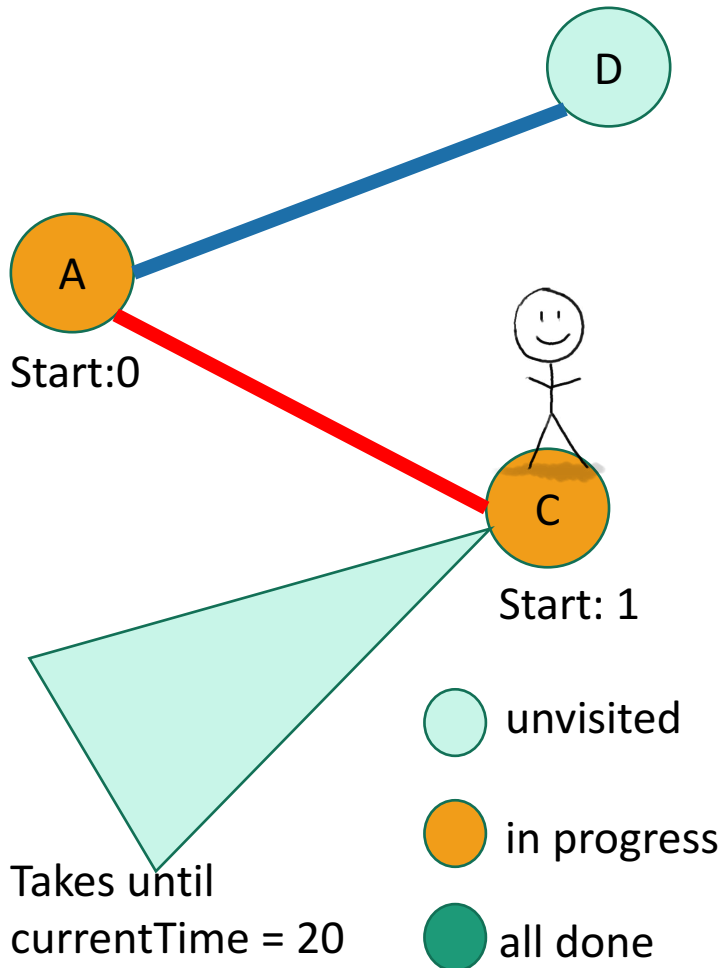 D
A
Start:0
C
Start: 1
unvisited
in progress
Takes until
currentTime = 20
all done